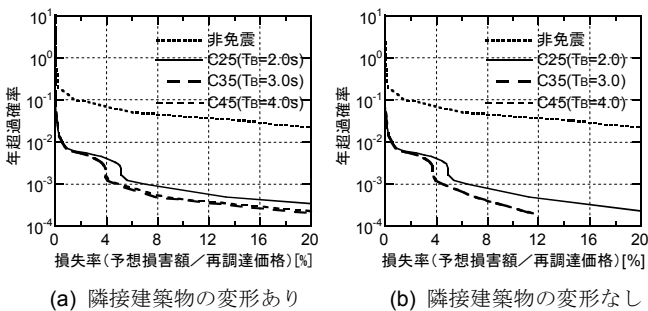 年超過確率
10¹
10⁰
10⁻¹
10⁻²
10⁻³
10⁻⁴
非免震
C25(TB=2.0s)
C35(TB=3.0s)
C45(TB=4.0s)
0 4 8 12 16 20
損失率(予想損害額/再調達価格)[%]
(a) 隣接建築物の変形あり
年超過確率
10¹
10⁰
10⁻¹
10⁻²
10⁻³
10⁻⁴
非免震
C25(TB=2.0)
C35(TB=3.0)
C45(TB=4.0)
0 4 8 12 16 20
損失率(予想損害額/再調達価格)[%]
(b) 隣接建築物の変形なし